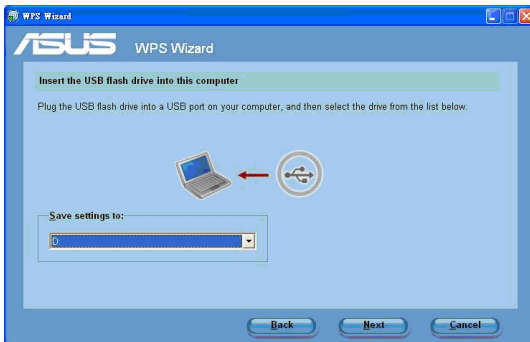 WPS Wizard
ASUS WPS Wizard
Insert the USB flash drive into this computer
Plug the USB flash drive into a USB port on your computer, and then select the drive from the list below.
Save settings to:
D:
Back Next Cancel